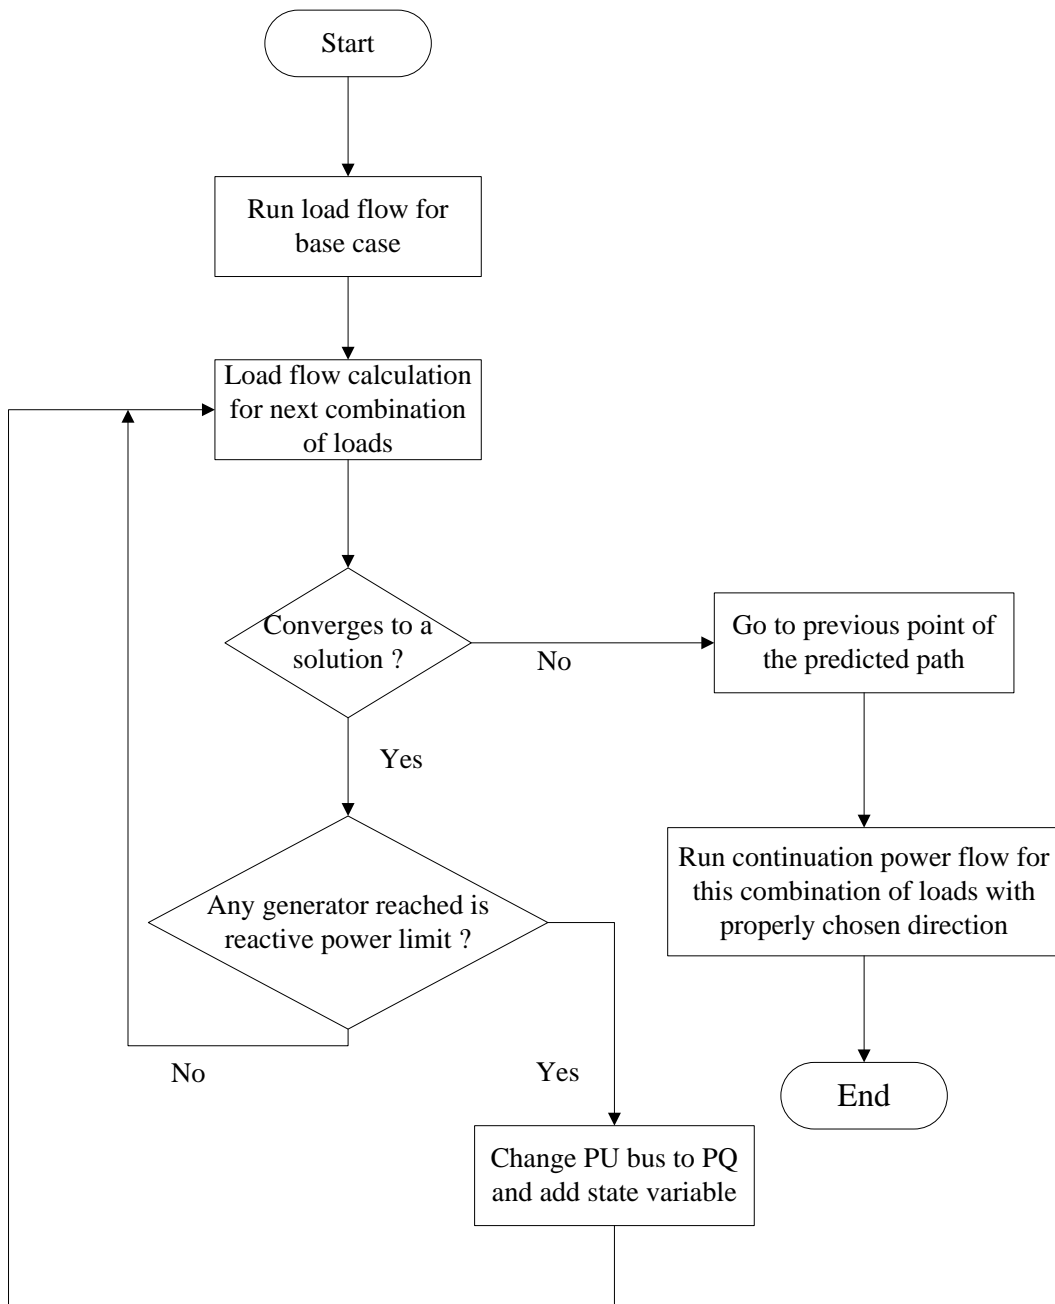 Start
Run load flow for
base case
Load flow calculation
for next combination
of loads
Converges to a
solution ?
No
Go to previous point of
the predicted path
Yes
Run continuation power flow for
this combination of loads with
properly chosen direction
Any generator reached is
reactive power limit ?
No
Yes
End
Change PU bus to PQ
and add state variable